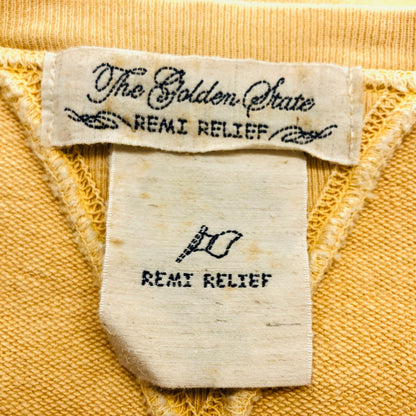 The Golden State
REMI RELIEF
REMI RELIEF